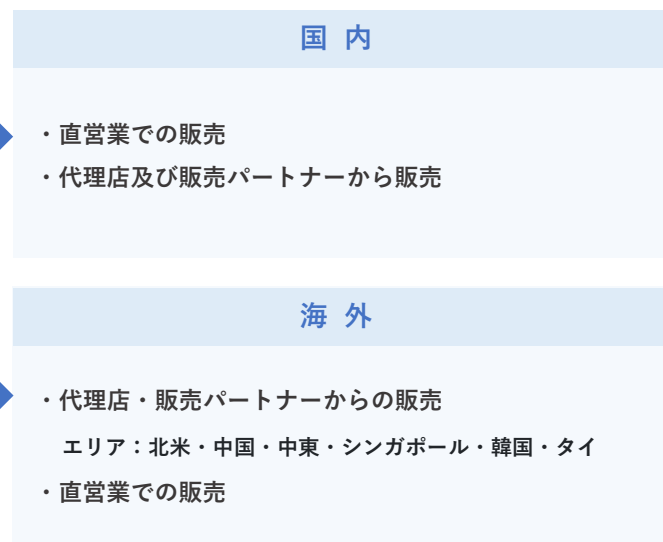 国 内
・直営業での販売
・代理店及び販売パートナーから販売
海 外
・代理店・販売パートナーからの販売
エリア：北米・中国・中東・シンガポール・韓国・タイ
・直営業での販売